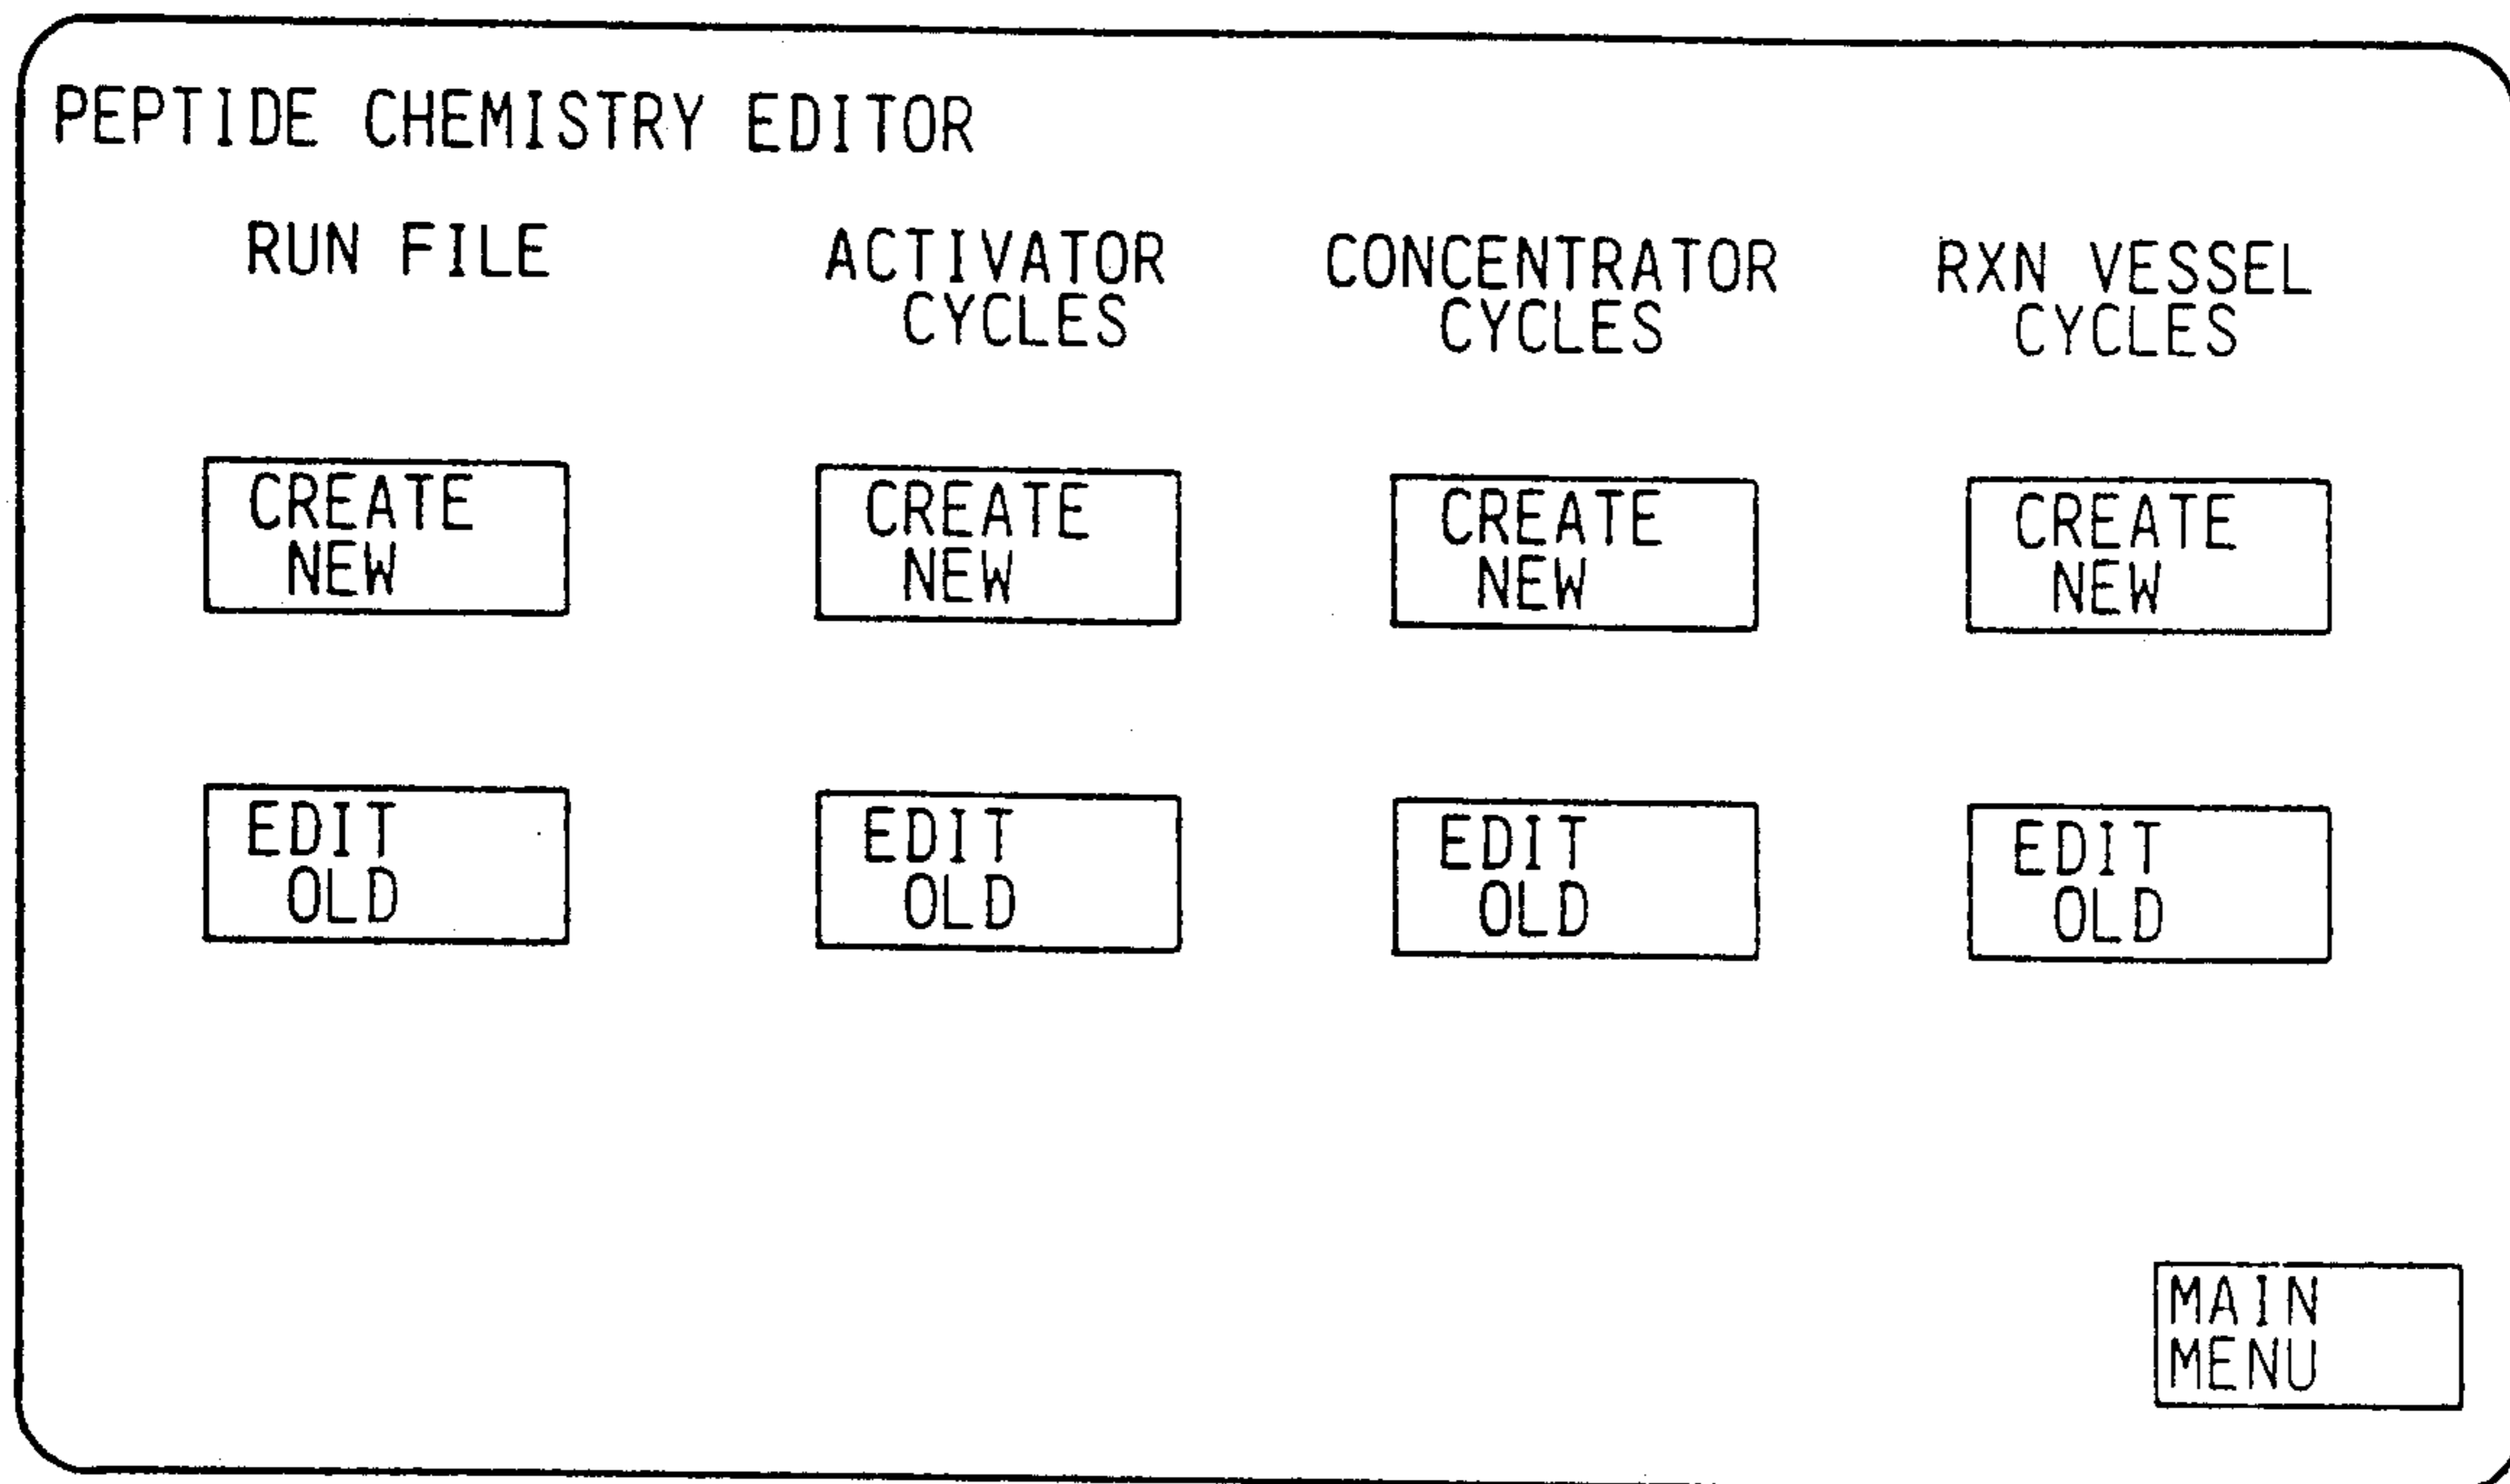 PEPTIDE CHEMISTRY EDITOR
RUN FILE
ACTIVATOR
CYCLES
CONCENTRATOR
CYCLES
RXN VESSEL
CYCLES
CREATE
NEW
CREATE
NEW
CREATE
NEW
CREATE
NEW
EDIT
OLD
EDIT
OLD
EDIT
OLD
EDIT
OLD
MAIN
MENU